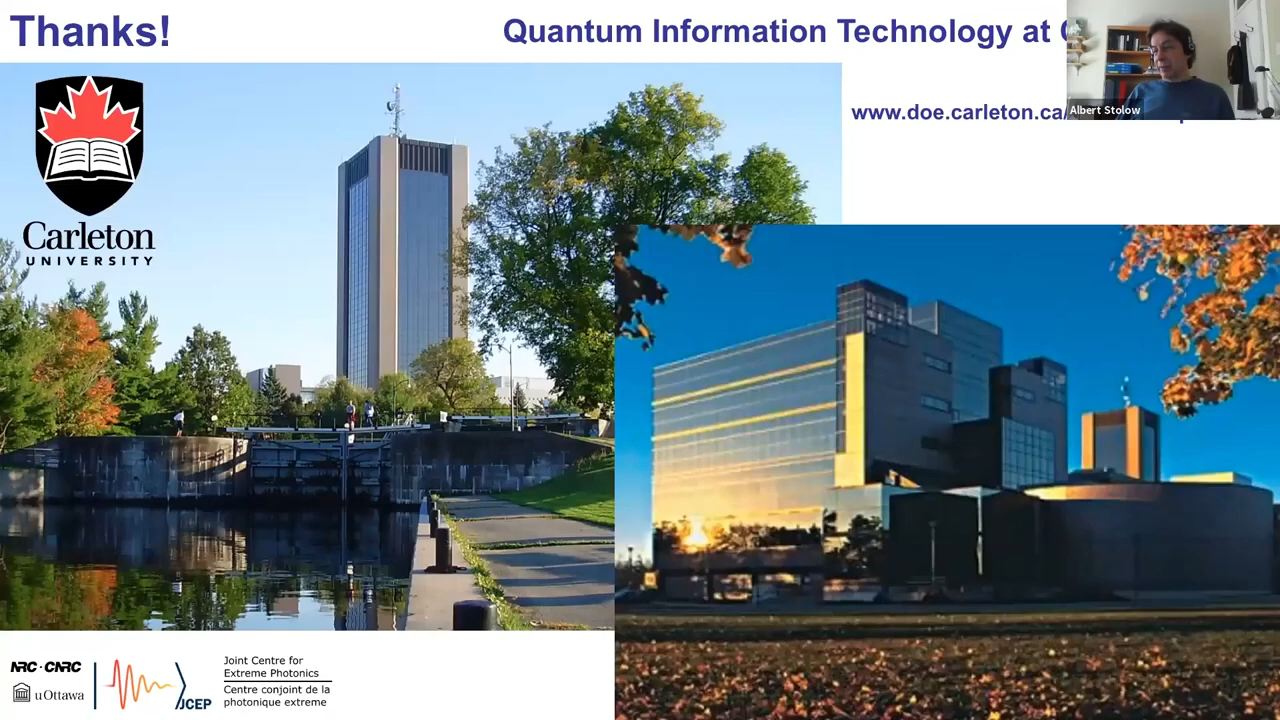 Thanks!
Quantum Information Technology at
Albert Stolow
www.doe.carleton.ca/
Carleton
UNIVERSITY
NRC·CNRC
uOttawa
JCEP
Joint Centre for
Extreme Photonics
Centre conjoint de la
photonique extreme